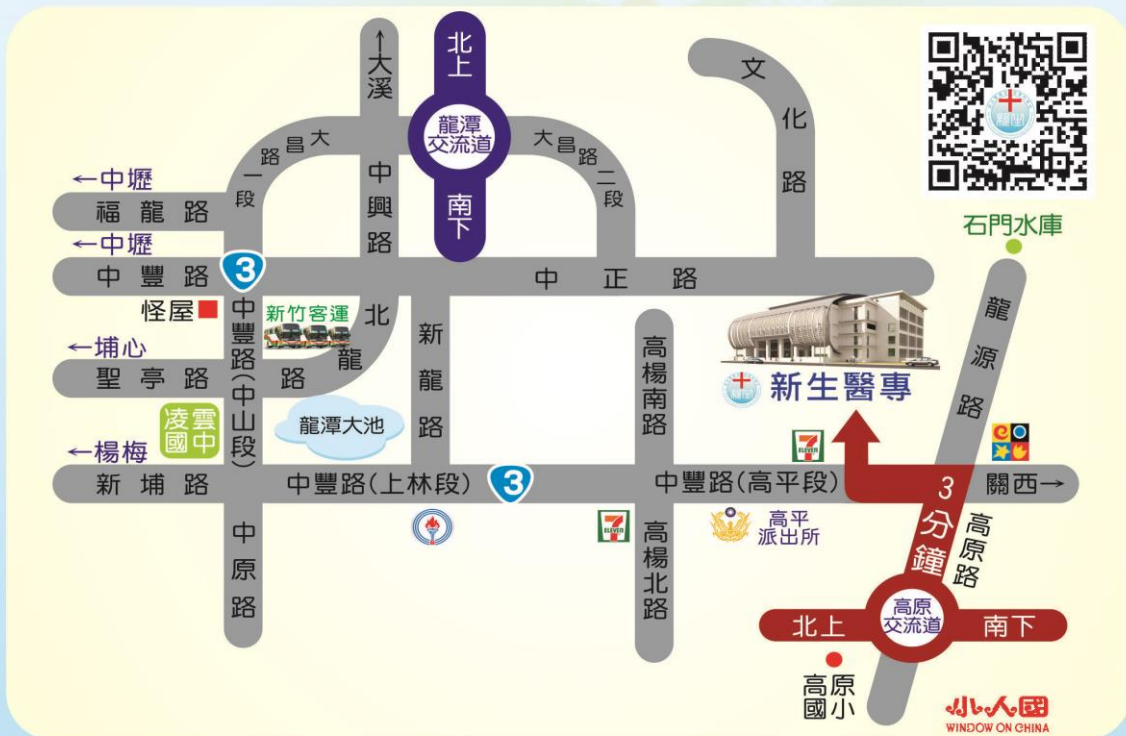 北上
←大溪
龍潭
交流道
南下
大昌路一段
中興路
大昌路二段
文化路
←中壢
福龍路
←中壢
中豐路
3
中正路
石門水庫
怪屋
新竹客運
中豐路(中山段)
北龍路
新龍路
高楊南路
龍源路
←埔心
聖亭路
新生醫專
凌雲
國中
龍潭大池
←楊梅
新埔路
中豐路(上林段)
3
7
ELEVEN
中豐路(高平段)
關西→
7
ELEVEN
高平
派出所
3分鐘
高原路
中原路
高楊北路
北上
高原
交流道
南下
高原
國小
小人國
WINDOW ON CHINA